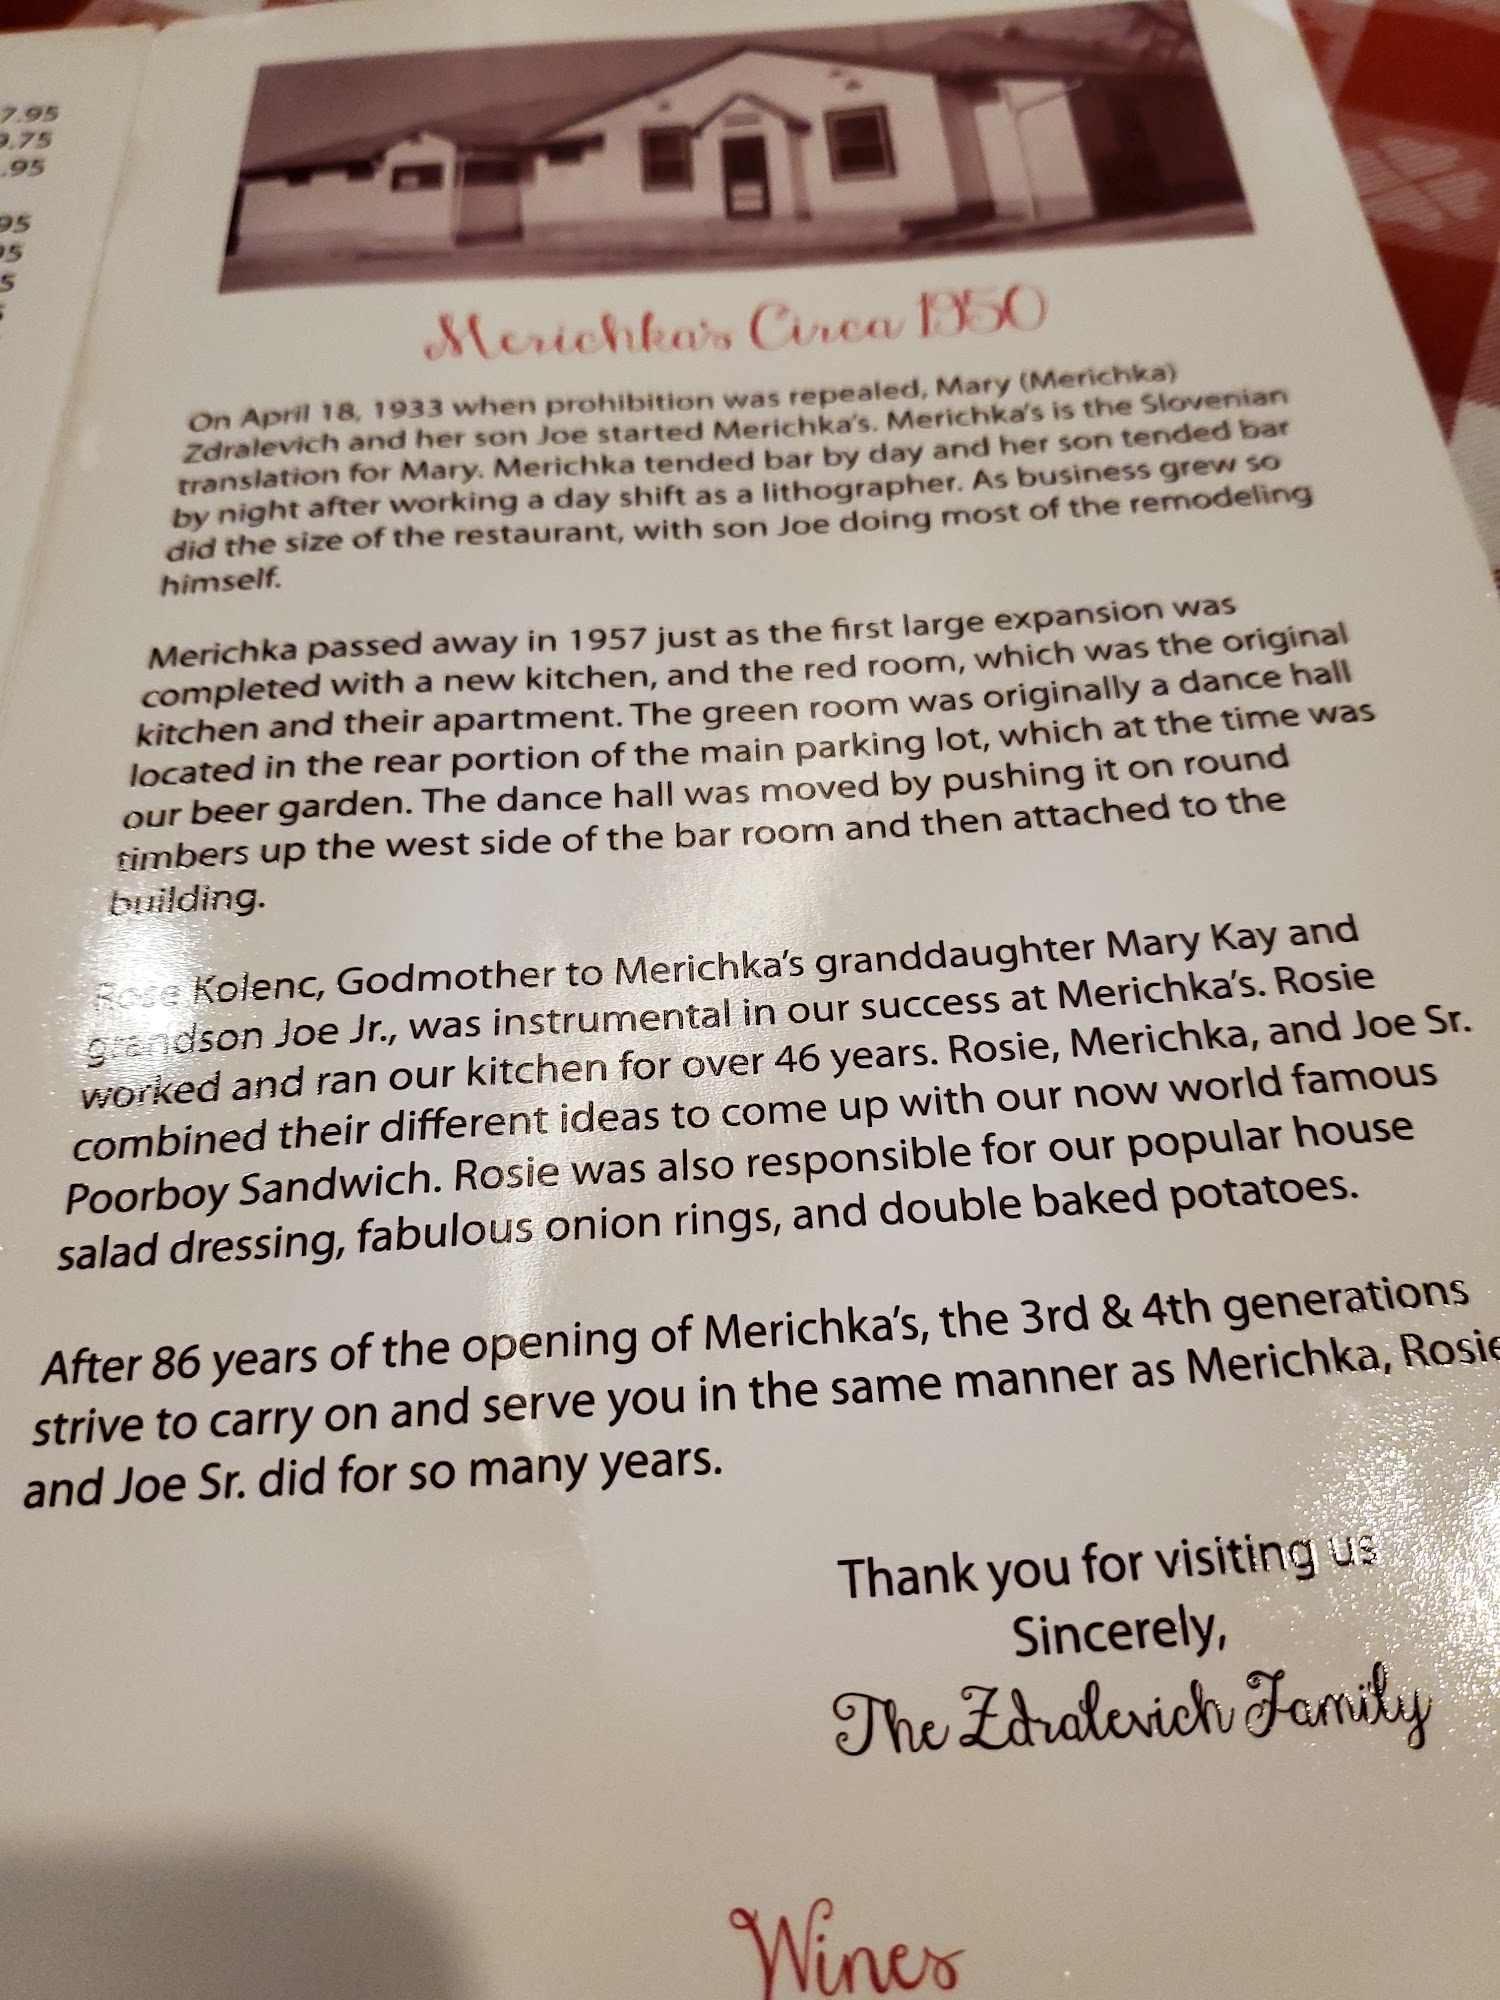 7.95
9.75
.95
95
95
5
Merichka's Circa 1950
On April 18, 1933 when prohibition was repealed, Mary (Merichka)
Zdralevich and her son Joe started Merichka's. Merichka's is the Slovenian
translation for Mary. Merichka tended bar by day and her son tended bar
by night after working a day shift as a lithographer. As business grew so
did the size of the restaurant, with son Joe doing most of the remodeling
himself.
Merichka passed away in 1957 just as the first large expansion was
completed with a new kitchen, and the red room, which was the original
kitchen and their apartment. The green room was originally a dance hall
located in the rear portion of the main parking lot, which at the time was
our beer garden. The dance hall was moved by pushing it on round
timbers up the west side of the bar room and then attached to the
building.
Rose Kolenc, Godmother to Merichka's granddaughter Mary Kay and
grandson Joe Jr., was instrumental in our success at Merichka's. Rosie
worked and ran our kitchen for over 46 years. Rosie, Merichka, and Joe Sr.
combined their different ideas to come up with our now world famous
Poorboy Sandwich. Rosie was also responsible for our popular house
salad dressing, fabulous onion rings, and double baked potatoes.
After 86 years of the opening of Merichka's, the 3rd & 4th generations
strive to carry on and serve you in the same manner as Merichka, Rosie
and Joe Sr. did for so many years.
Thank you for visiting us
Sincerely,
The Zdralevich Family
Wines